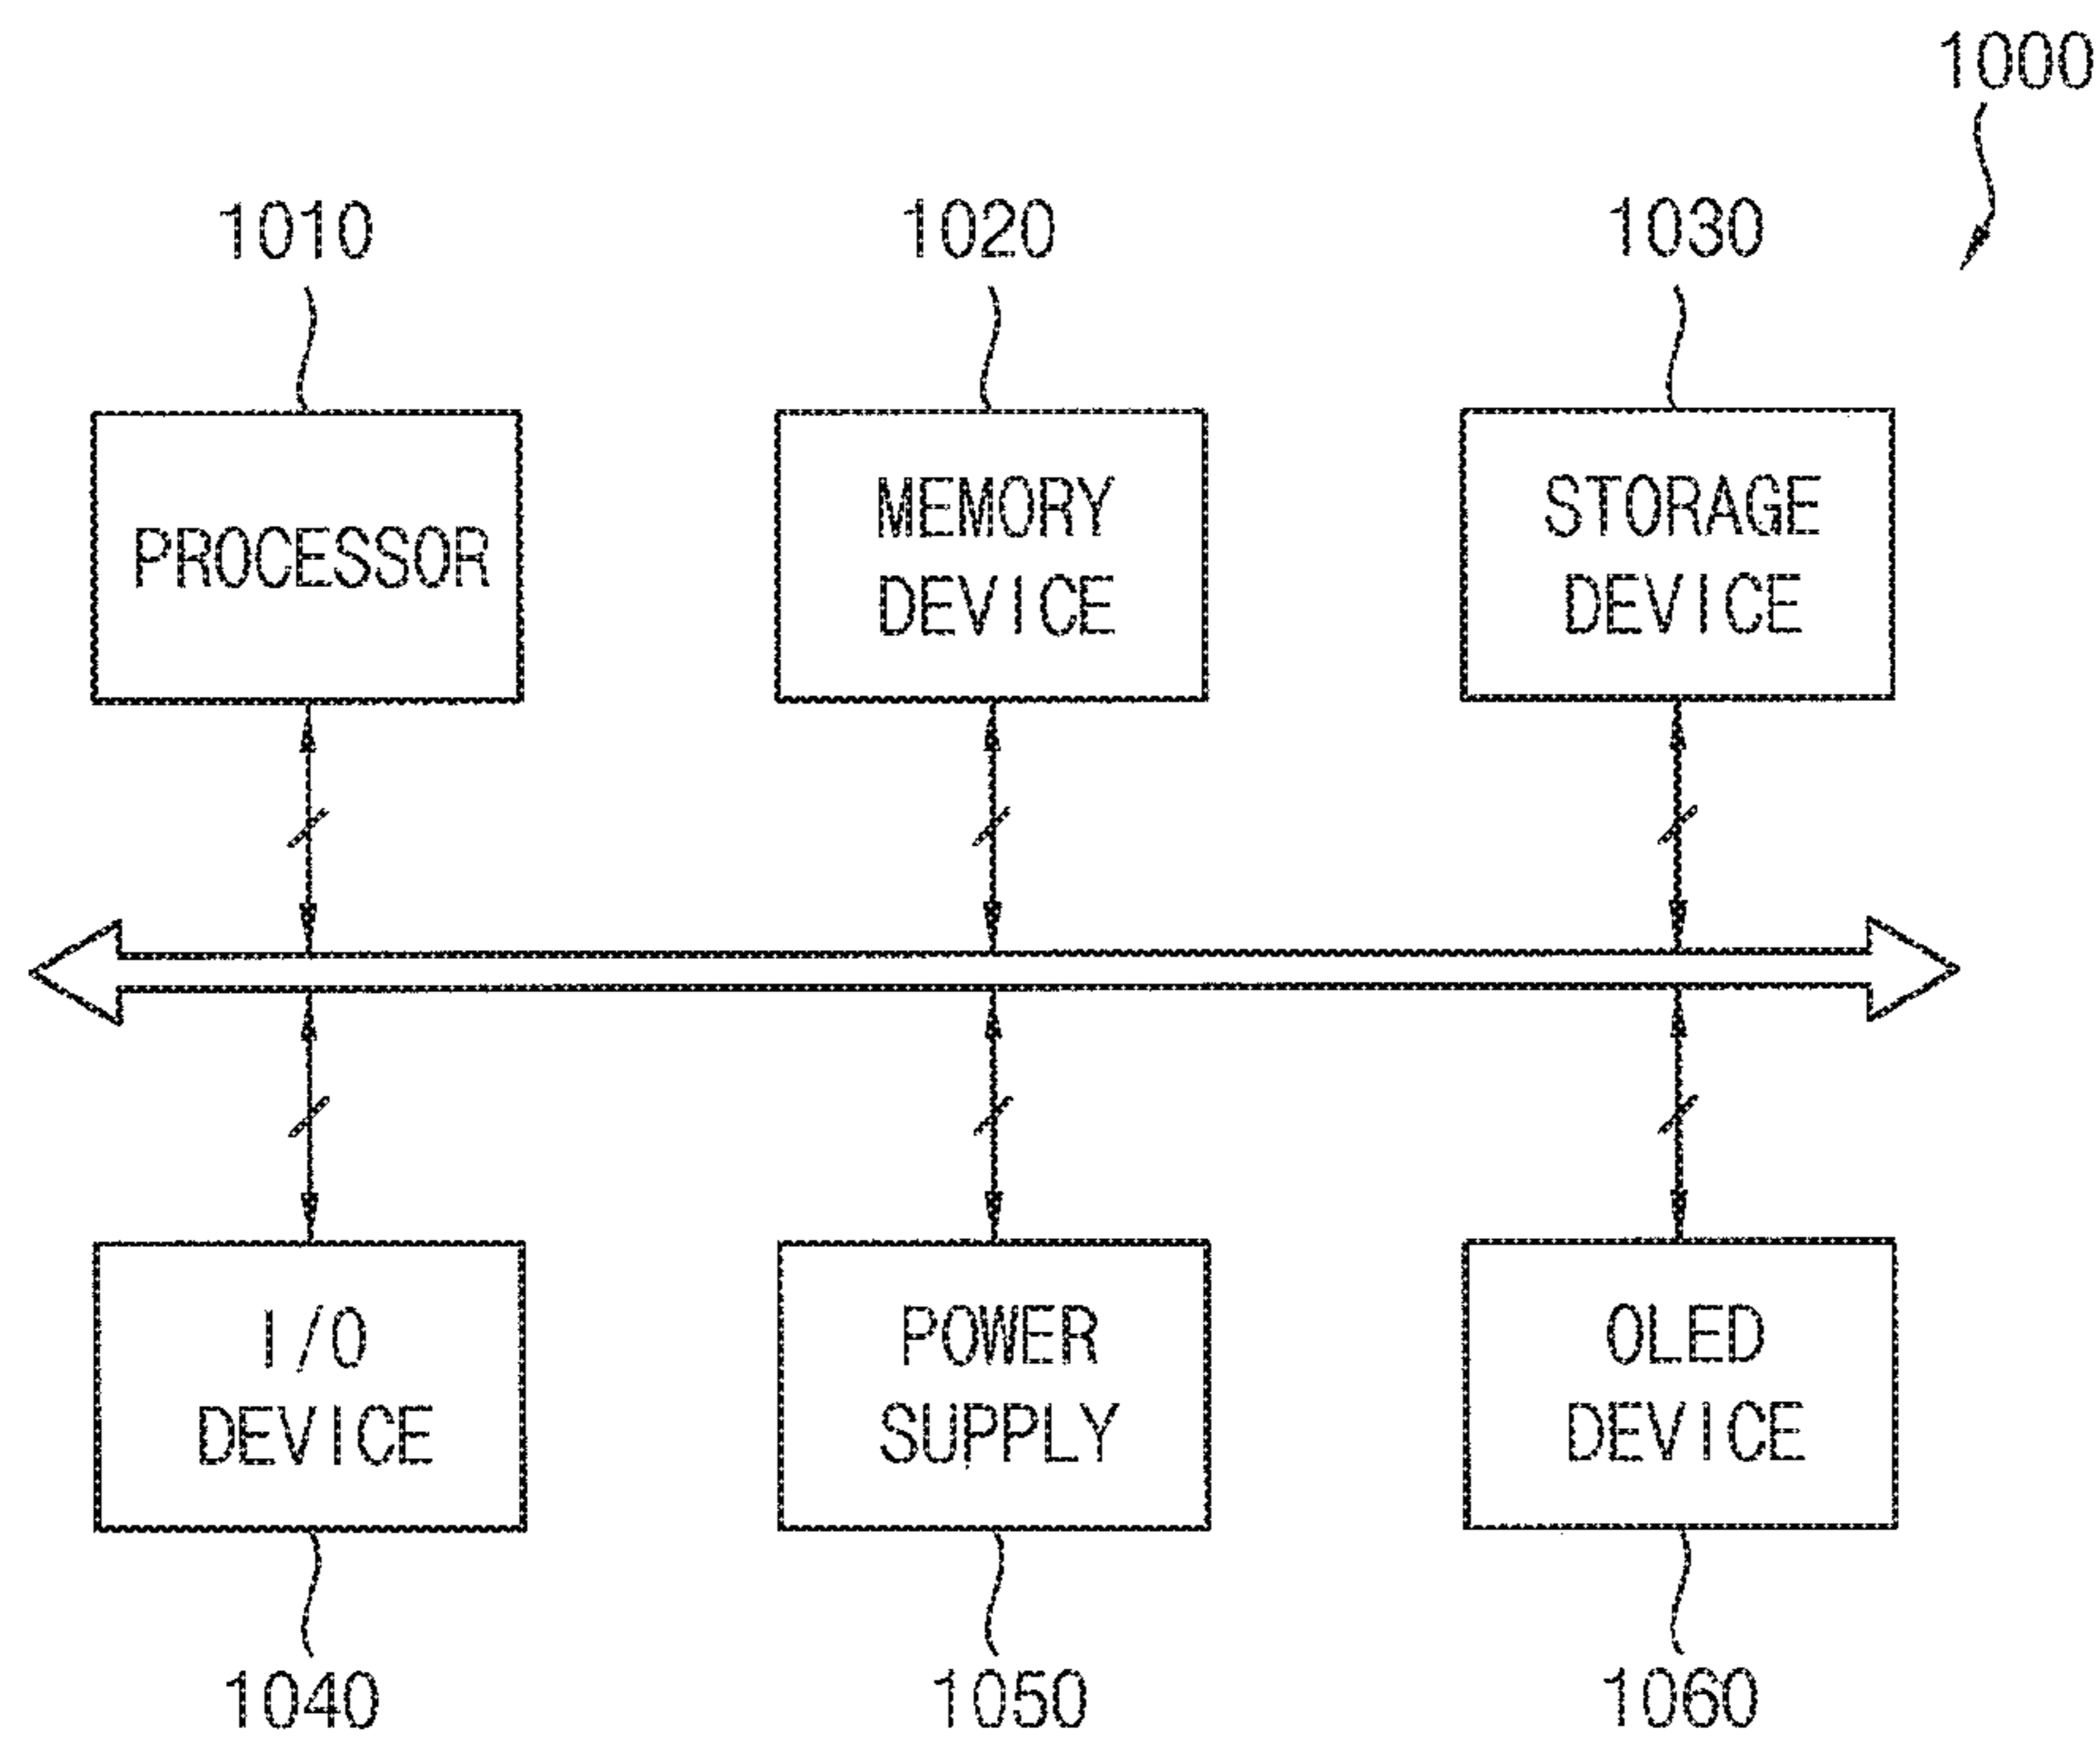 1000
1010
1020
1030
PROCESSOR
MEMORY
DEVICE
STORAGE
DEVICE
I/O
DEVICE
POWER
SUPPLY
OLED
DEVICE
1040
1050
1060